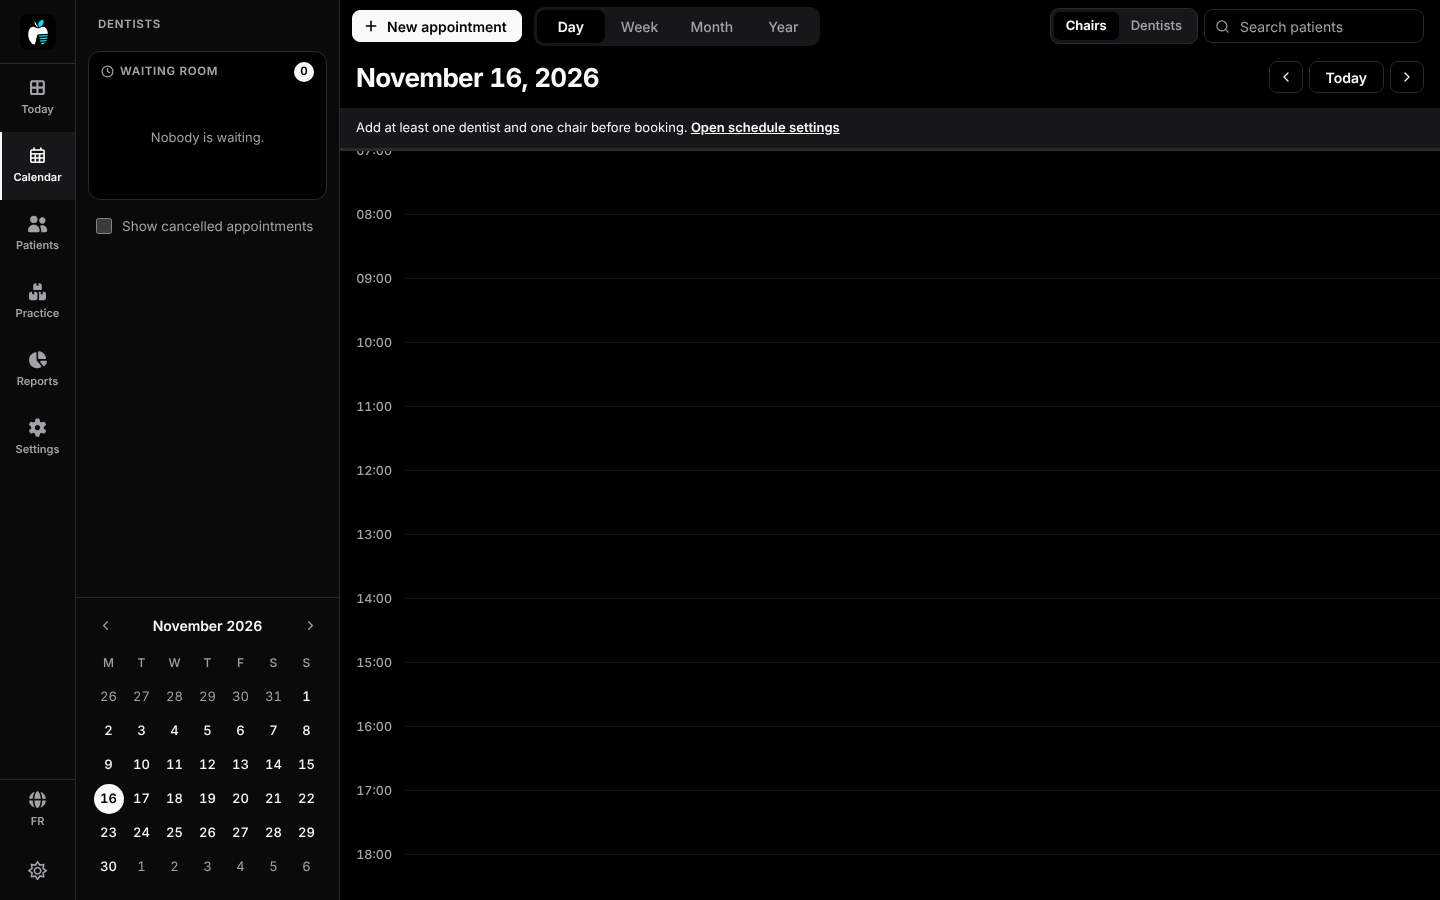 DENTISTS
WAITING ROOM 0
Nobody is waiting.
Show cancelled appointments
Today
Calendar
Patients
Practice
Reports
Settings
FR
New appointment
Day Week Month Year
Chairs Dentists
Search patients
November 16, 2026
Today
Add at least one dentist and one chair before booking. Open schedule settings
07:00
08:00
09:00
10:00
11:00
12:00
13:00
14:00
15:00
16:00
17:00
18:00
November 2026
M T W T F S S
26 27 28 29 30 31 1
2 3 4 5 6 7 8
9 10 11 12 13 14 15
16 17 18 19 20 21 22
23 24 25 26 27 28 29
30 1 2 3 4 5 6